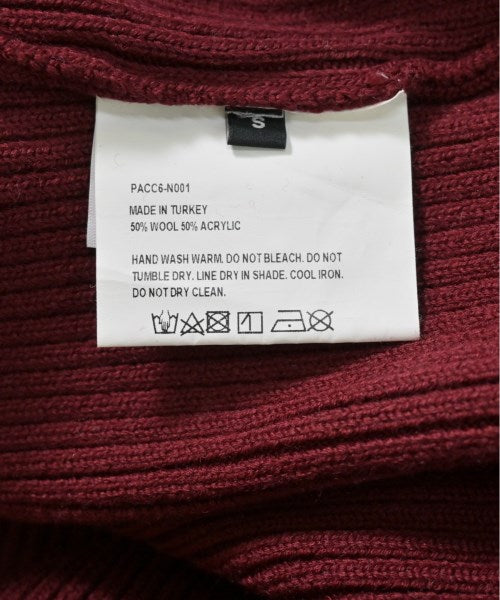 S
PACC6-N001
MADE IN TURKEY
50% WOOL 50% ACRYLIC
HAND WASH WARM. DO NOT BLEACH. DO NOT
TUMBLE DRY. LINE DRY IN SHADE. COOL IRON.
DO NOT DRY CLEAN.